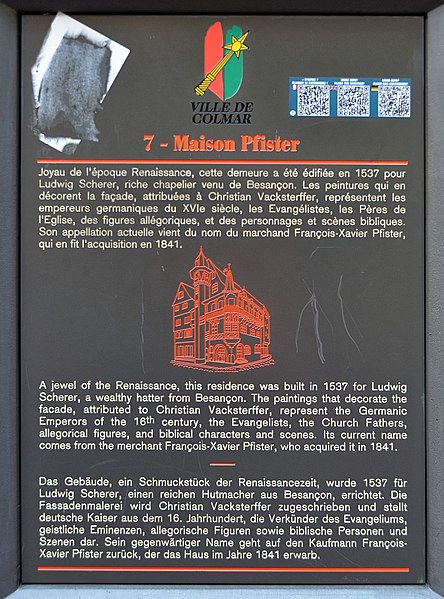 VILLE DE
COLMAR
7 - Maison Pfister
Joyau de l'époque Renaissance, cette demeure a été édifiée en 1537 pour
Ludwig Scherer, riche chapelier venu de Besançon. Les peintures qui en
décorent la façade, attribuées à Christian Vacksterffer, représentent les
empereurs germaniques du XVIe siècle, les Evangélistes, les Pères de
l'Eglise, des figures allégoriques, et des personnages et scènes bibliques.
Son appellation actuelle vient du nom du marchand François-Xavier Pfister,
qui en fit l'acquisition en 1841.
A jewel of the Renaissance, this residence was built in 1537 for Ludwig
Scherer, a wealthy hatter from Besançon. The paintings that decorate the
facade, attributed to Christian Vacksterffer, represent the Germanic
Emperors of the 16th century, the Evangelists, the Church Fathers,
allegorical figures, and biblical characters and scenes. Its current name
comes from the merchant François-Xavier Pfister, who acquired it in 1841.
Das Gebäude, ein Schmuckstück der Renaissancezeit, wurde 1537 für
Ludwig Scherer, einen reichen Hutmacher aus Besançon, errichtet. Die
Fassadenmalerei wird Christian Vacksterffer zugeschrieben und stellt
deutsche Kaiser aus dem 16. Jahrhundert, die Verkünder des Evangeliums,
geistliche Eminenzen, allegorische Figuren sowie biblische Personen und
Szenen dar. Sein gegenwärtiger Name geht auf den Kaufmann François-
Xavier Pfister zurück, der das Haus im Jahre 1841 erwarb.